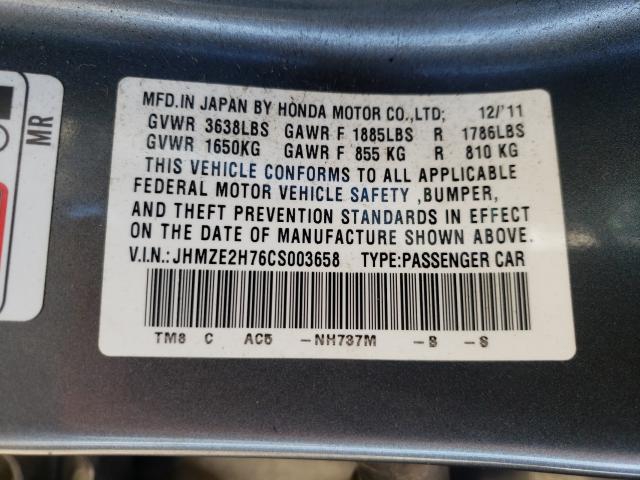 MFD.IN JAPAN BY HONDA MOTOR CO.,LTD; 12/'11
GVWR 3638LBS GAWR F 1885LBS R 1786LBS
GVWR 1650KG GAWR F 855 KG R 810 KG
THIS VEHICLE CONFORMS TO ALL APPLICABLE
FEDERAL MOTOR VEHICLE SAFETY ,BUMPER,
AND THEFT PREVENTION STANDARDS IN EFFECT
ON THE DATE OF MANUFACTURE SHOWN ABOVE.
V.I.N.:JHMZE2H76CS003658 TYPE:PASSENGER CAR
TM8 C AC5 -NH737M -B -S
MR